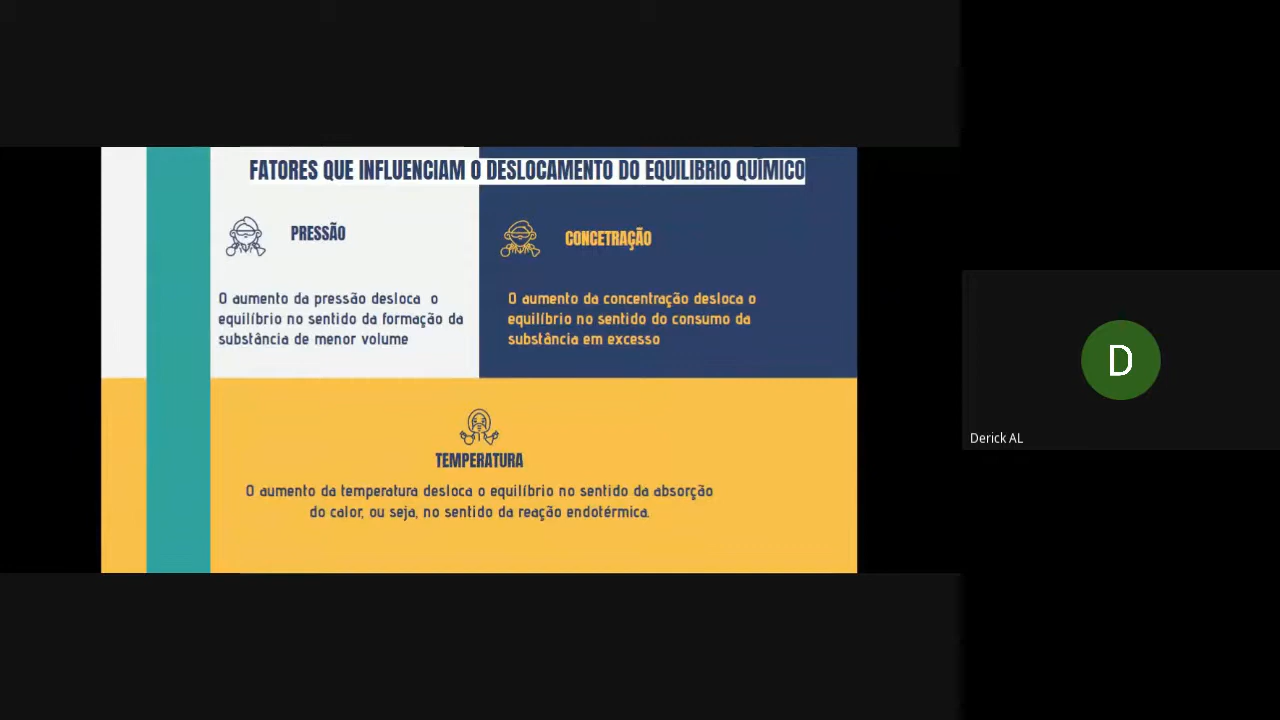 FATORES QUE INFLUENCIAM O DESLOCAMENTO DO EQUILIBRIO QUÍMICO
PRESSÃO
O aumento da pressão desloca o
equilíbrio no sentido da formação da
substância de menor volume
CONCETRAÇÃO
O aumento da concentração desloca o
equilíbrio no sentido do consumo da
substância em excesso
TEMPERATURA
O aumento da temperatura desloca o equilíbrio no sentido da absorção
do calor, ou seja, no sentido da reação endotérmica.
D
Derick AL